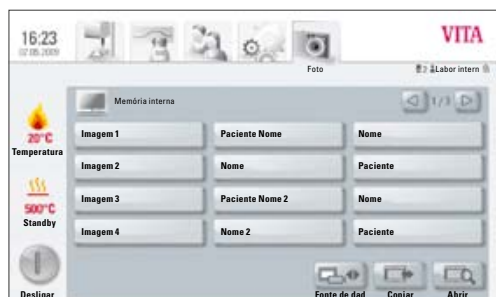 16:23
07.05.2009
VITA
Foto
2 Labor intern
Memória interna
1/3
20°C
Temperatura
Imagem 1
Paciente Nome
Nome
Imagem 2
Nome
Paciente
500°C
Standby
Imagem 3
Paciente Nome 2
Nome
Imagem 4
Nome 2
Paciente
Desligar
Fonte de dad
Copiar
Abrir